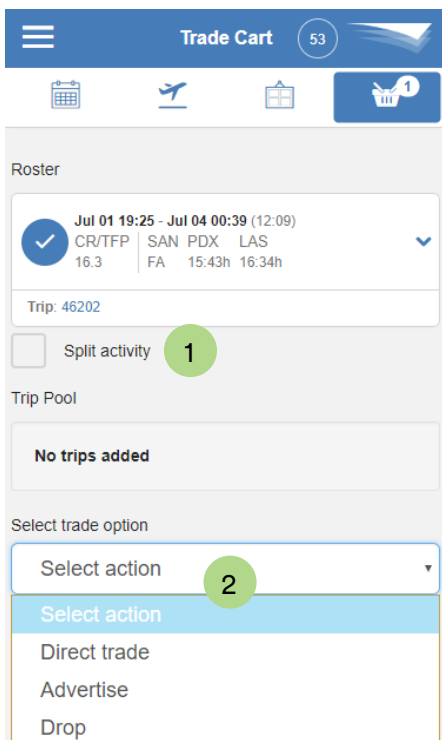 Trade Cart 53
1
Roster
Jul 01 19:25 - Jul 04 00:39 (12:09)
CR/TFP SAN PDX LAS
16.3 FA 15:43h 16:34h
Trip: 46202
Split activity 1
Trip Pool
No trips added
Select trade option
Select action
2
Select action
Direct trade
Advertise
Drop